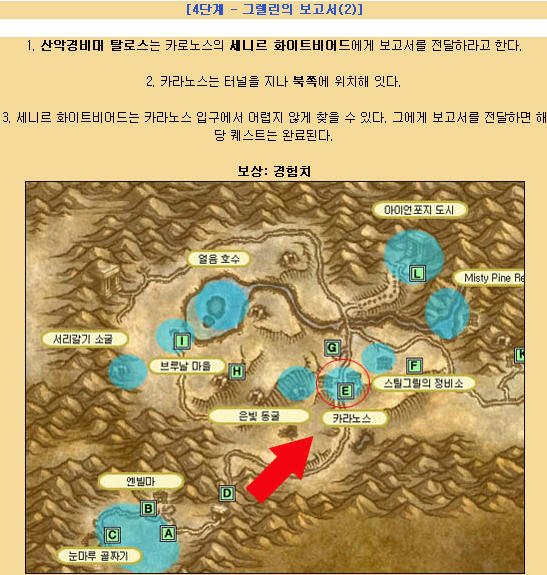 [4단계 - 그렐린의 보고서(2)]
1. 산악경비대 탈로스는 카로노스의 세니르 화이트비어드에게 보고서를 전달하라고 한다.
2. 카라노스는 터널을 지나 북쪽에 위치해 잇다.
3. 세니르 화이트비어드는 카라노스 입구에서 어렵지 않게 찾을 수 있다. 그에게 보고서를 전달하면 해
당 퀘스트는 완료된다.
보상: 경험치
아이언포지 도시
얼음 호수
L
Misty Pine Re
서리갈기 소굴
I
G
브루날 마을
H
F
K
E
스틸그릴의 정비소
은빛 동굴
카라노스
엔빌마
D
B
C
A
눈마루 골짜기